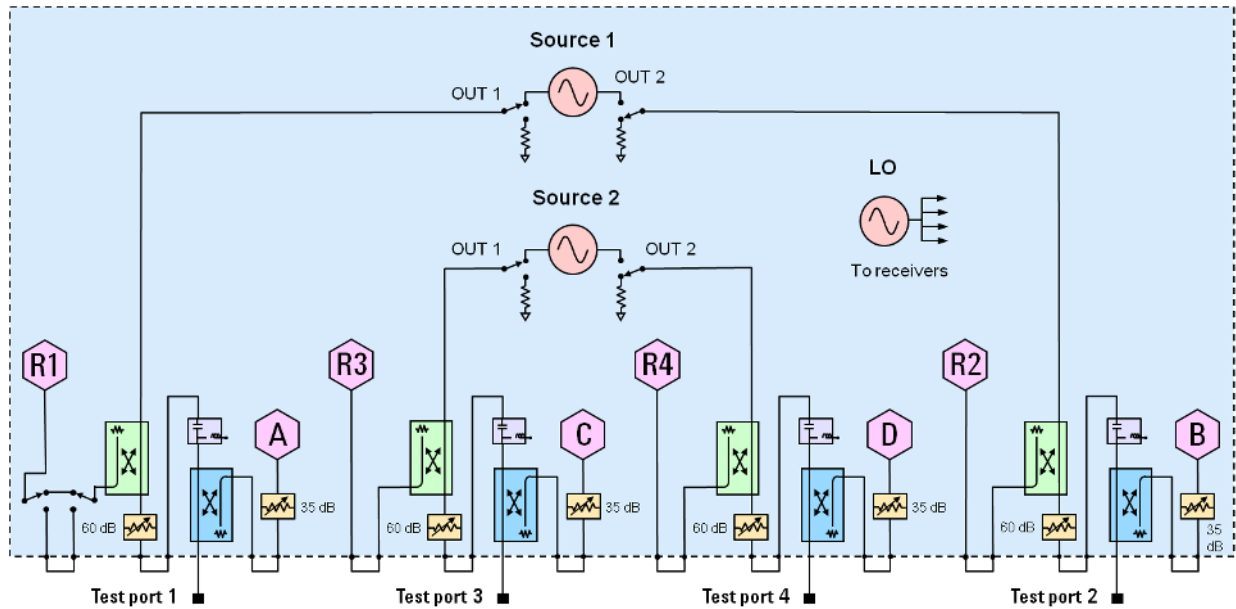 Source 1
OUT 1
OUT 2
LO
Source 2
OUT 1
OUT 2
To receivers
R1
R3
R4
R2
A
C
D
B
60 dB
35 dB
60 dB
35 dB
60 dB
35 dB
60 dB
35
dB
Test port 1
Test port 3
Test port 4
Test port 2